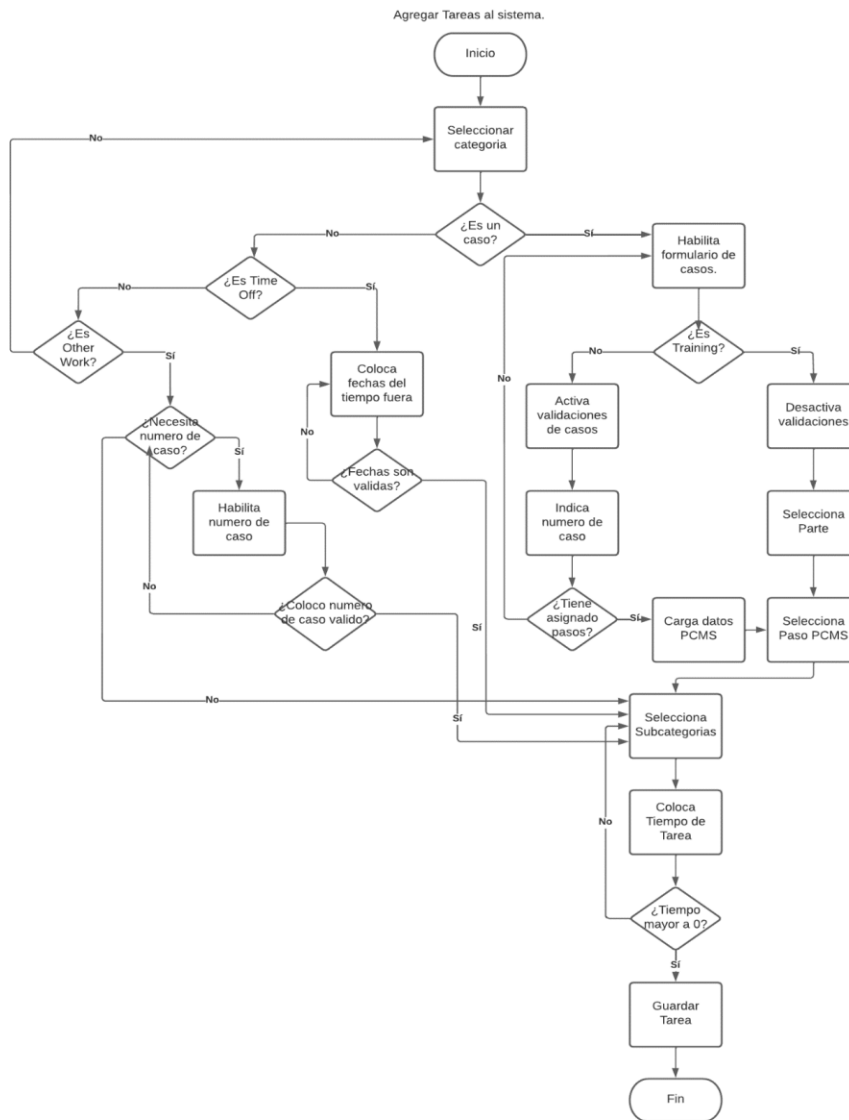 Agregar Tareas al sistema.
Inicio
Seleccionar
categoria
No
¿Es un
caso?
No
Sí
Habilita
formulario de
casos.
¿Es Time
Off?
No
Sí
¿Es
Other
Work?
Sí
Coloca
fechas del
tiempo fuera
No
¿Es
Training?
No
Sí
No
Activa
validaciones
de casos
Desactiva
validaciones
¿Necesita
numero de
caso?
Sí
No
¿Fechas son
validas?
Habilita
numero de
caso
Indica
numero de
caso
Selecciona
Parte
No
¿Coloco numero
de caso valido?
Sí
Sí
¿Tiene
asignado
pasos?
Sí
Carga datos
PCMS
Selecciona
Paso PCMS
No
Sí
Selecciona
Subcategorias
Coloca
Tiempo de
Tarea
No
¿Tiempo
mayor a 0?
Sí
Guardar
Tarea
Fin